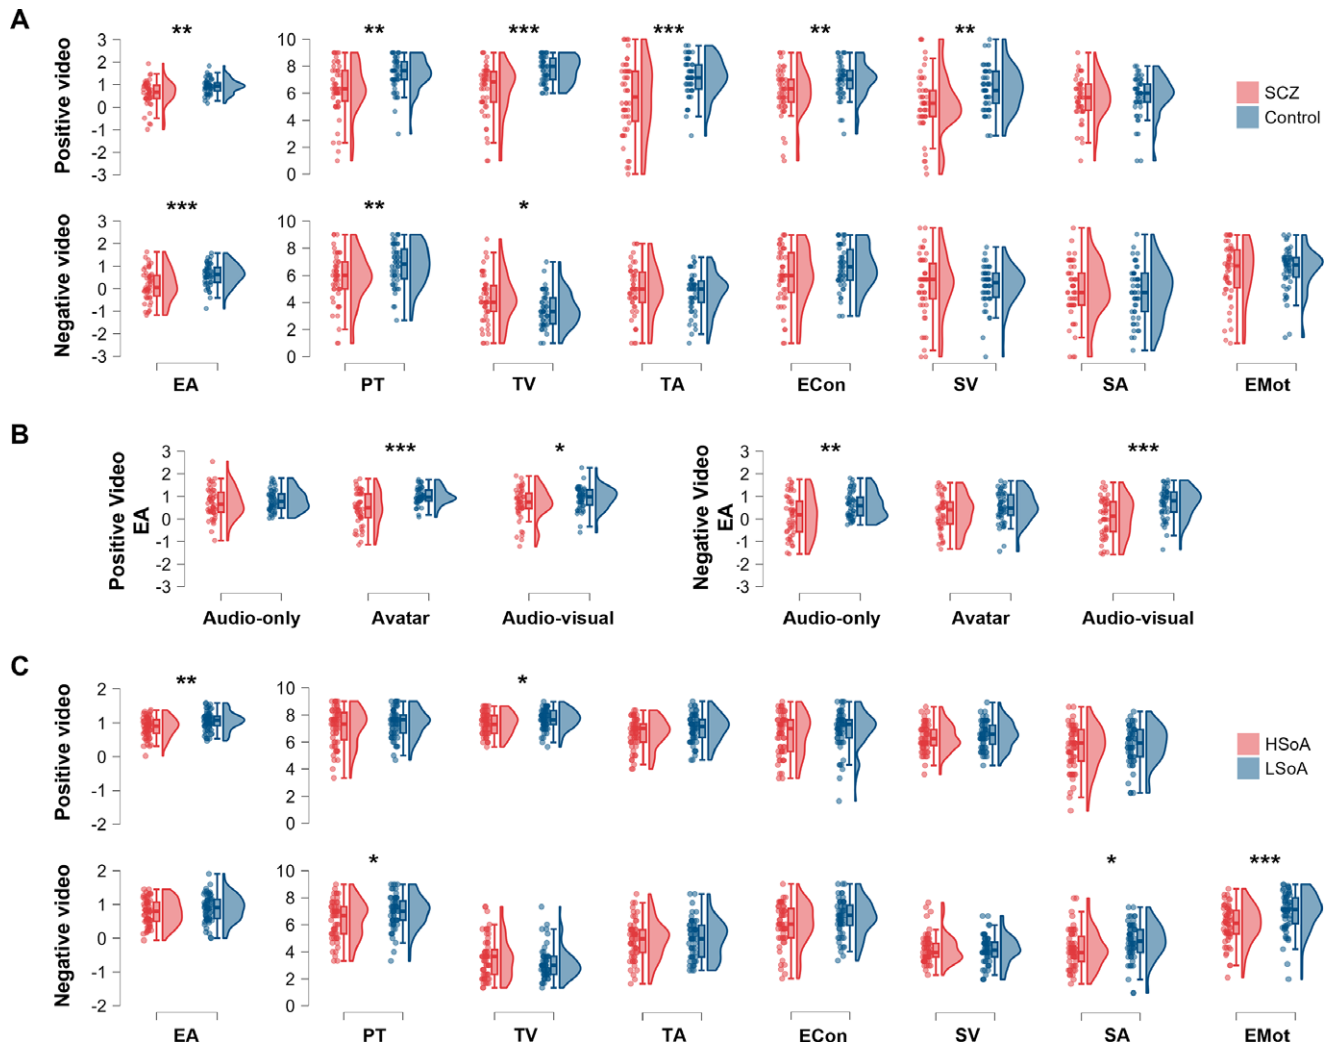 A
** ** *** *** ** **
Positive video
3
2
1
0
-1
-2
-3
10
8
6
4
2
0
SCZ
Control
*** ** *
Negative video
3
2
1
0
-1
-2
-3
10
8
6
4
2
0
EA PT TV TA ECon SV SA EMot
B
*** *
Positive Video
EA
3
2
1
0
-1
-2
-3
Audio-only Avatar Audio-visual
** ***
Negative Video
EA
3
2
1
0
-1
-2
-3
Audio-only Avatar Audio-visual
C
** *
Positive video
2
1
0
-1
-2
10
8
6
4
2
0
HSoA
LSoA
* * ***
Negative video
2
1
0
-1
-2
10
8
6
4
2
0
EA PT TV TA ECon SV SA EMot